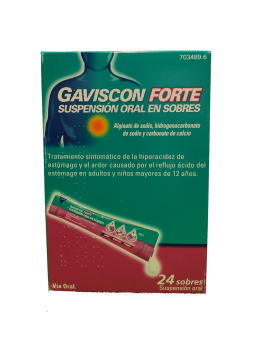 703489.6
GAVISCON FORTE
SUSPENSIÓN ORAL EN SOBRES
Alginato de sodio, hidrogenocarbonato
de sodio y carbonato de calcio
Tratamiento sintomático de la hiperacidez de
estómago y el ardor causado por el reflujo ácido del
estómago en adultos y niños mayores de 12 años.
24 sobres
Suspensión oral
Vía Oral.